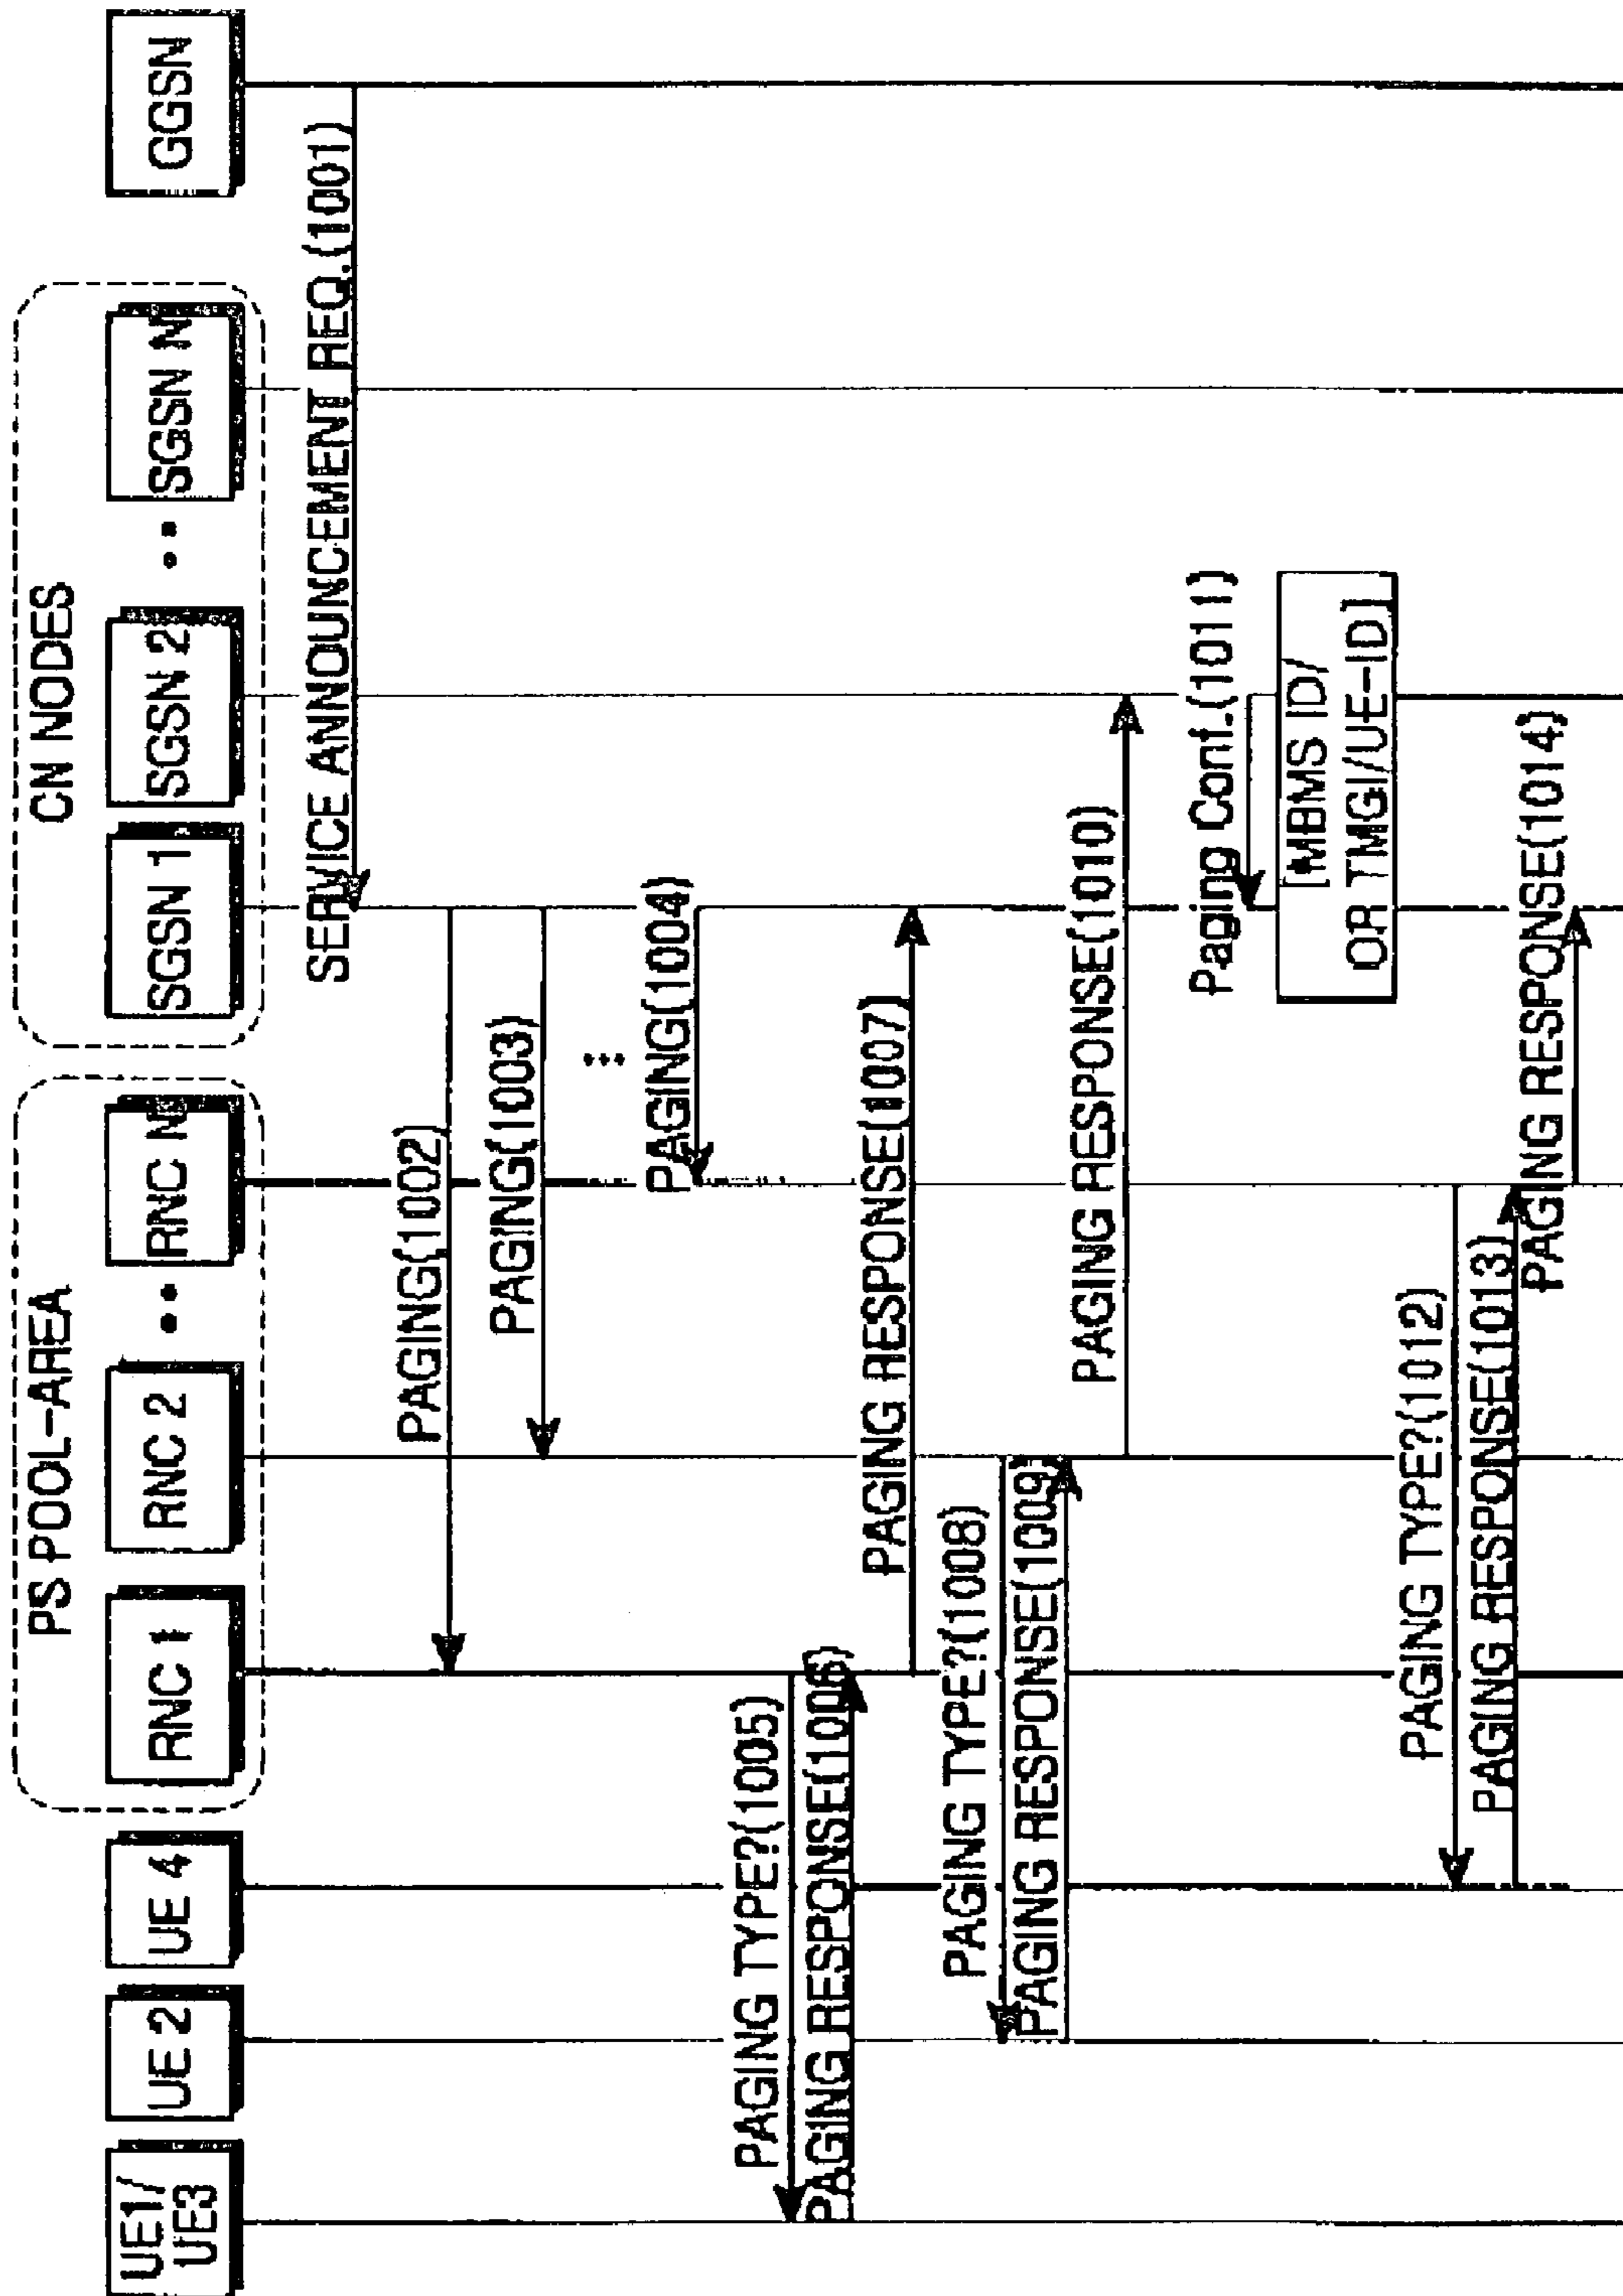 PS POOL-AREA
CN NODES
UE1/
UE3
UE 2
UE 4
RNC 1
RNC 2
RNC N
SGSN 1
SGSN 2
SGSN N
GGSN
SERVICE ANNOUNCEMENT REQ.(1001)
PAGING(1002)
PAGING(1003)
PAGING(1004)
PAGING TYPE?(1005)
PAGING RESPONSE(1006)
PAGING RESPONSE(1007)
PAGING TYPE?(1008)
PAGING RESPONSE(1009)
PAGING RESPONSE(1010)
Paging Conf.(1011)
[MBMS ID/
OR TMGI/UE-ID]
PAGING TYPE?(1012)
PAGING RESPONSE(1013)
PAGING RESPONSE(1014)